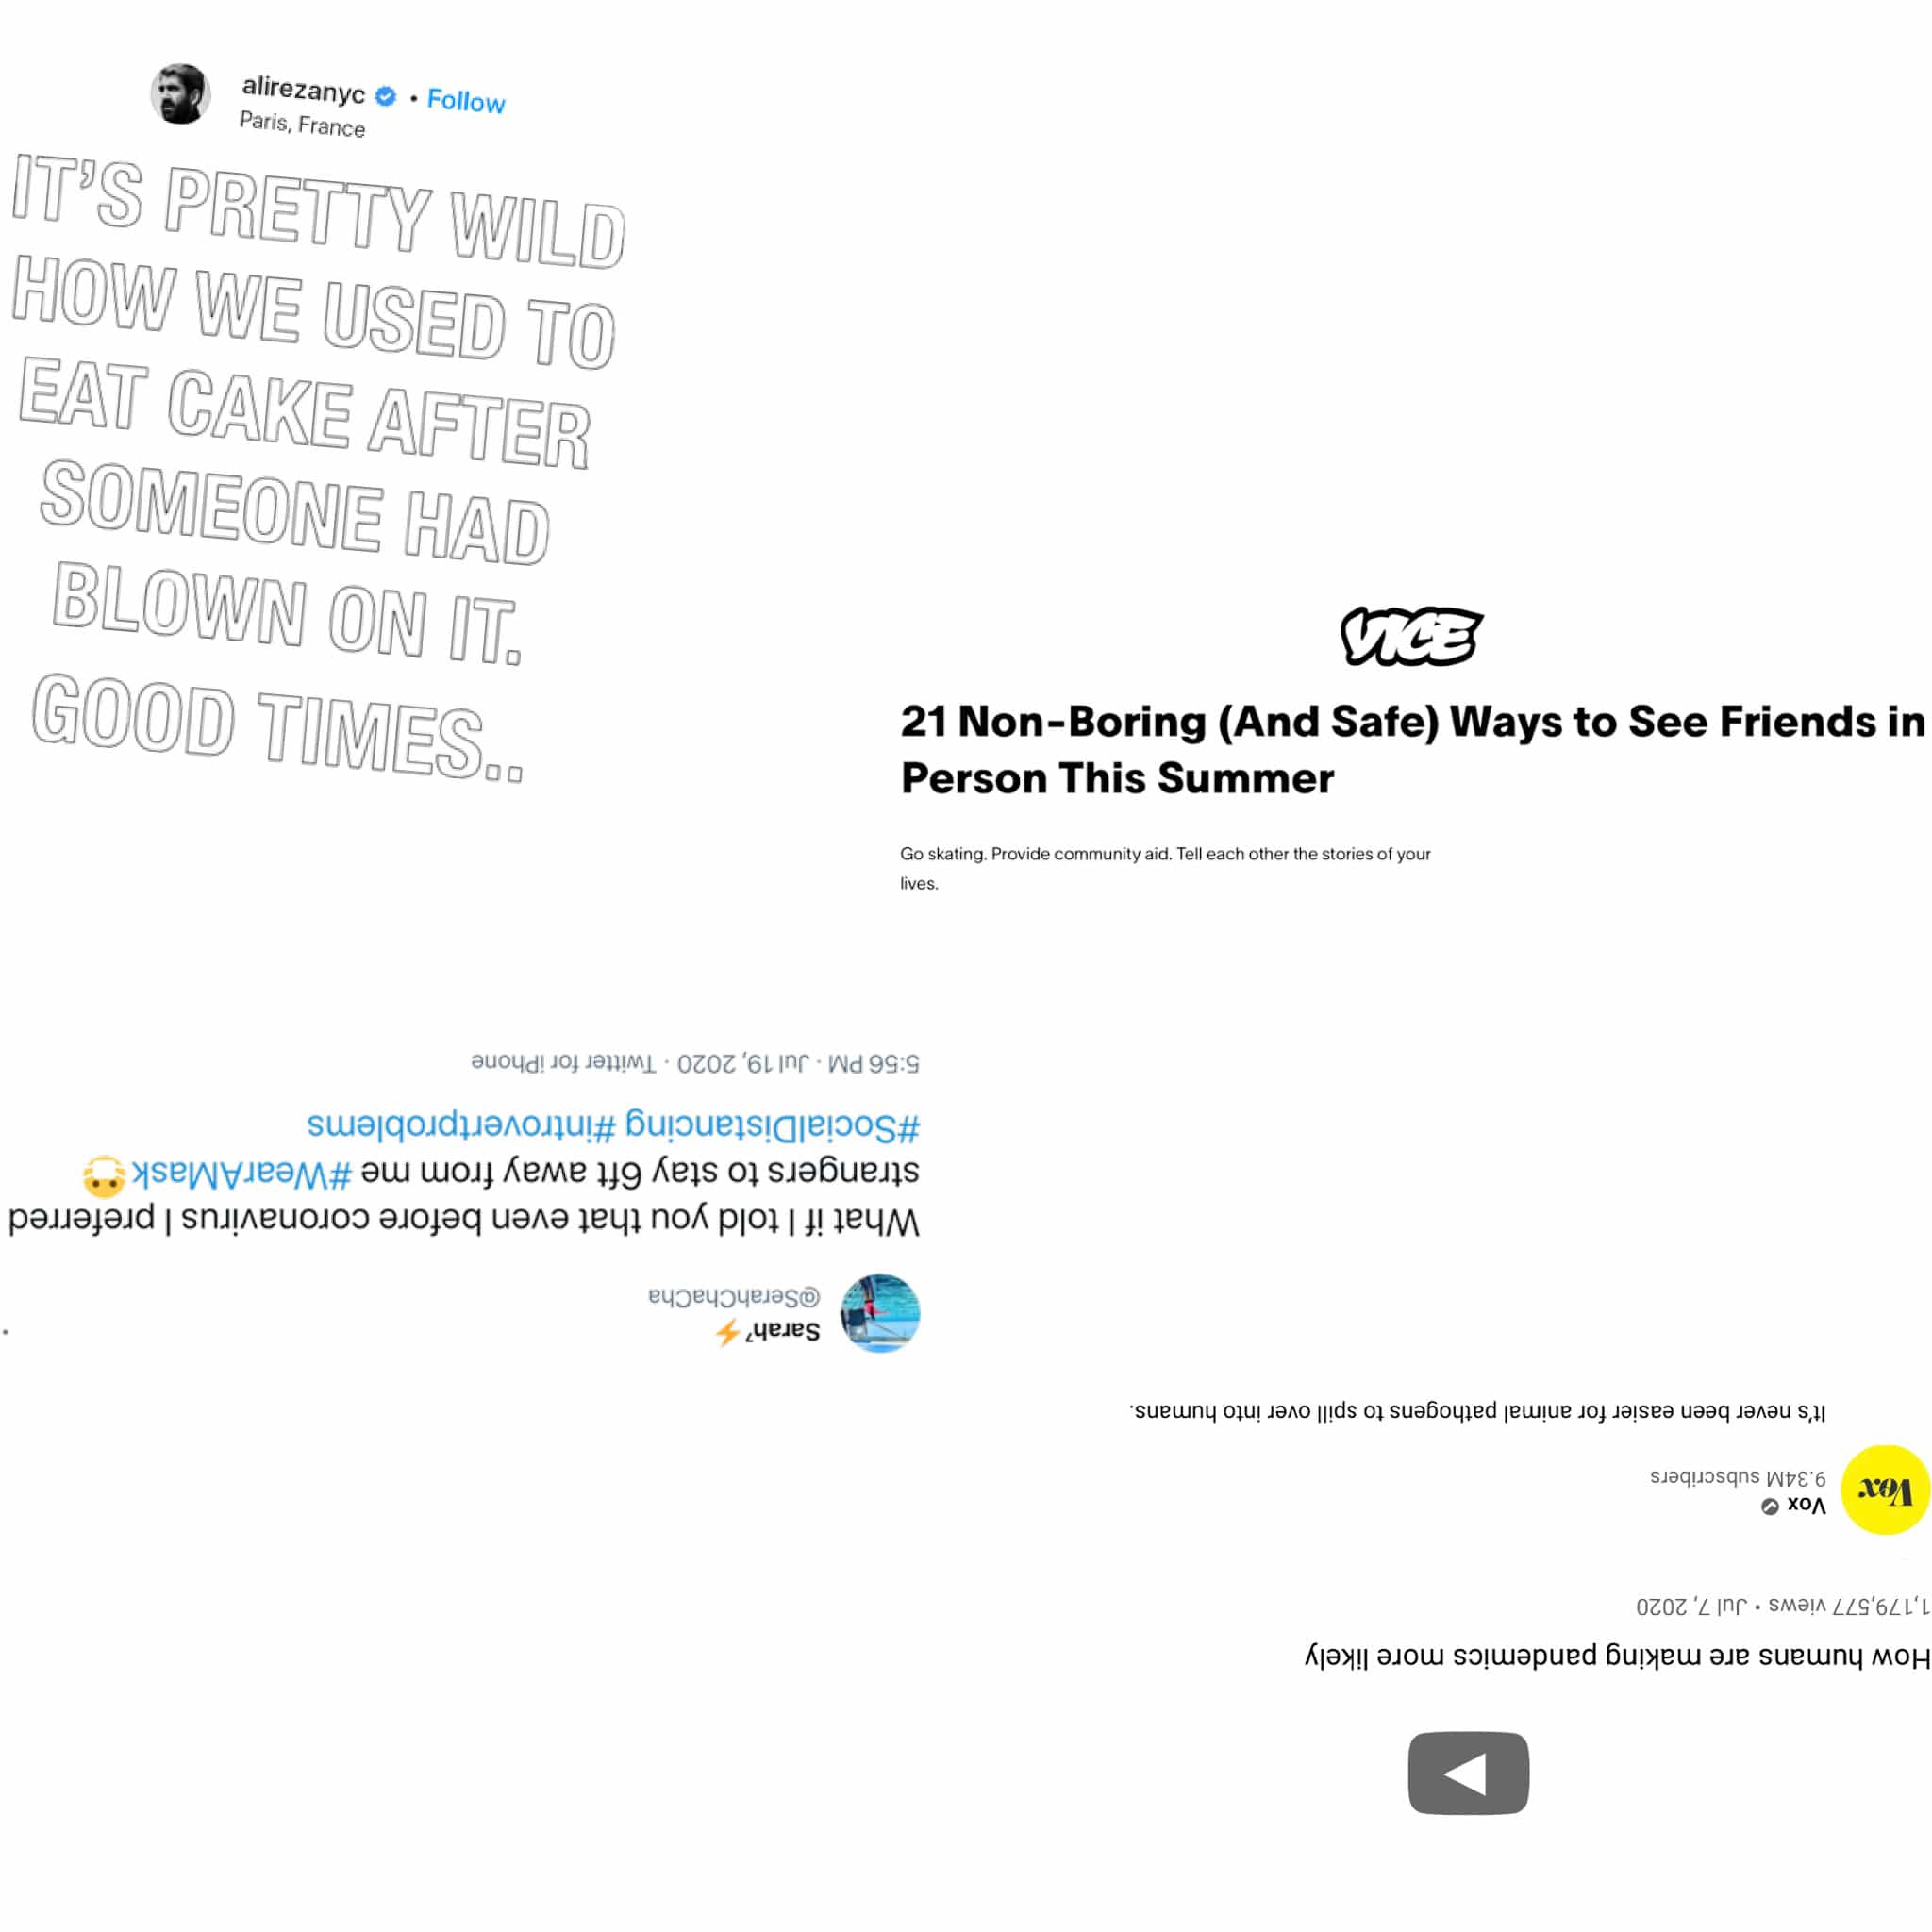 alirezanyc • Follow
Paris, France
IT’S PRETTY WILD
HOW WE USED TO
EAT CAKE AFTER
SOMEONE HAD
BLOWN ON IT.
GOOD TIMES..
VICE
21 Non-Boring (And Safe) Ways to See Friends in
Person This Summer
Go skating. Provide community aid. Tell each other the stories of your
lives.
Sarah’⚡
@SerahChaCha
What if I told you that even before coronavirus I preferred
strangers to stay 6ft away from me #WearAMask😷
#SocialDistancing #introvertproblems
5:56 PM · Jul 19, 2020 · Twitter for iPhone
How humans are making pandemics more likely
1,179,577 views • Jul 7, 2020
Vox
Vox
9.34M subscribers
It's never been easier for animal pathogens to spill over into humans.